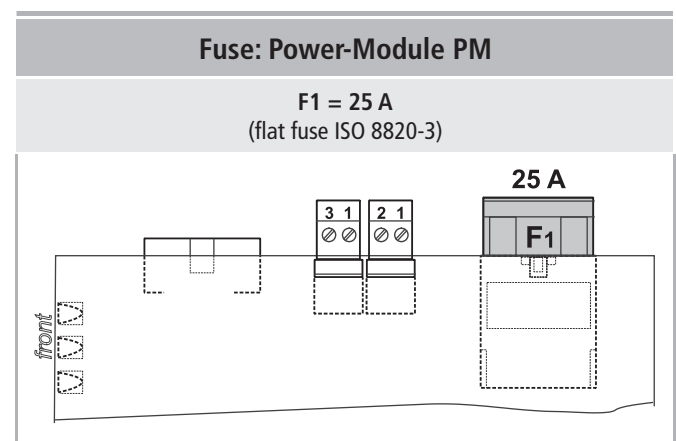 Fuse: Power-Module PM
F1 = 25 A
(flat fuse ISO 8820-3)
25 A
3 1 2 1
F1
front